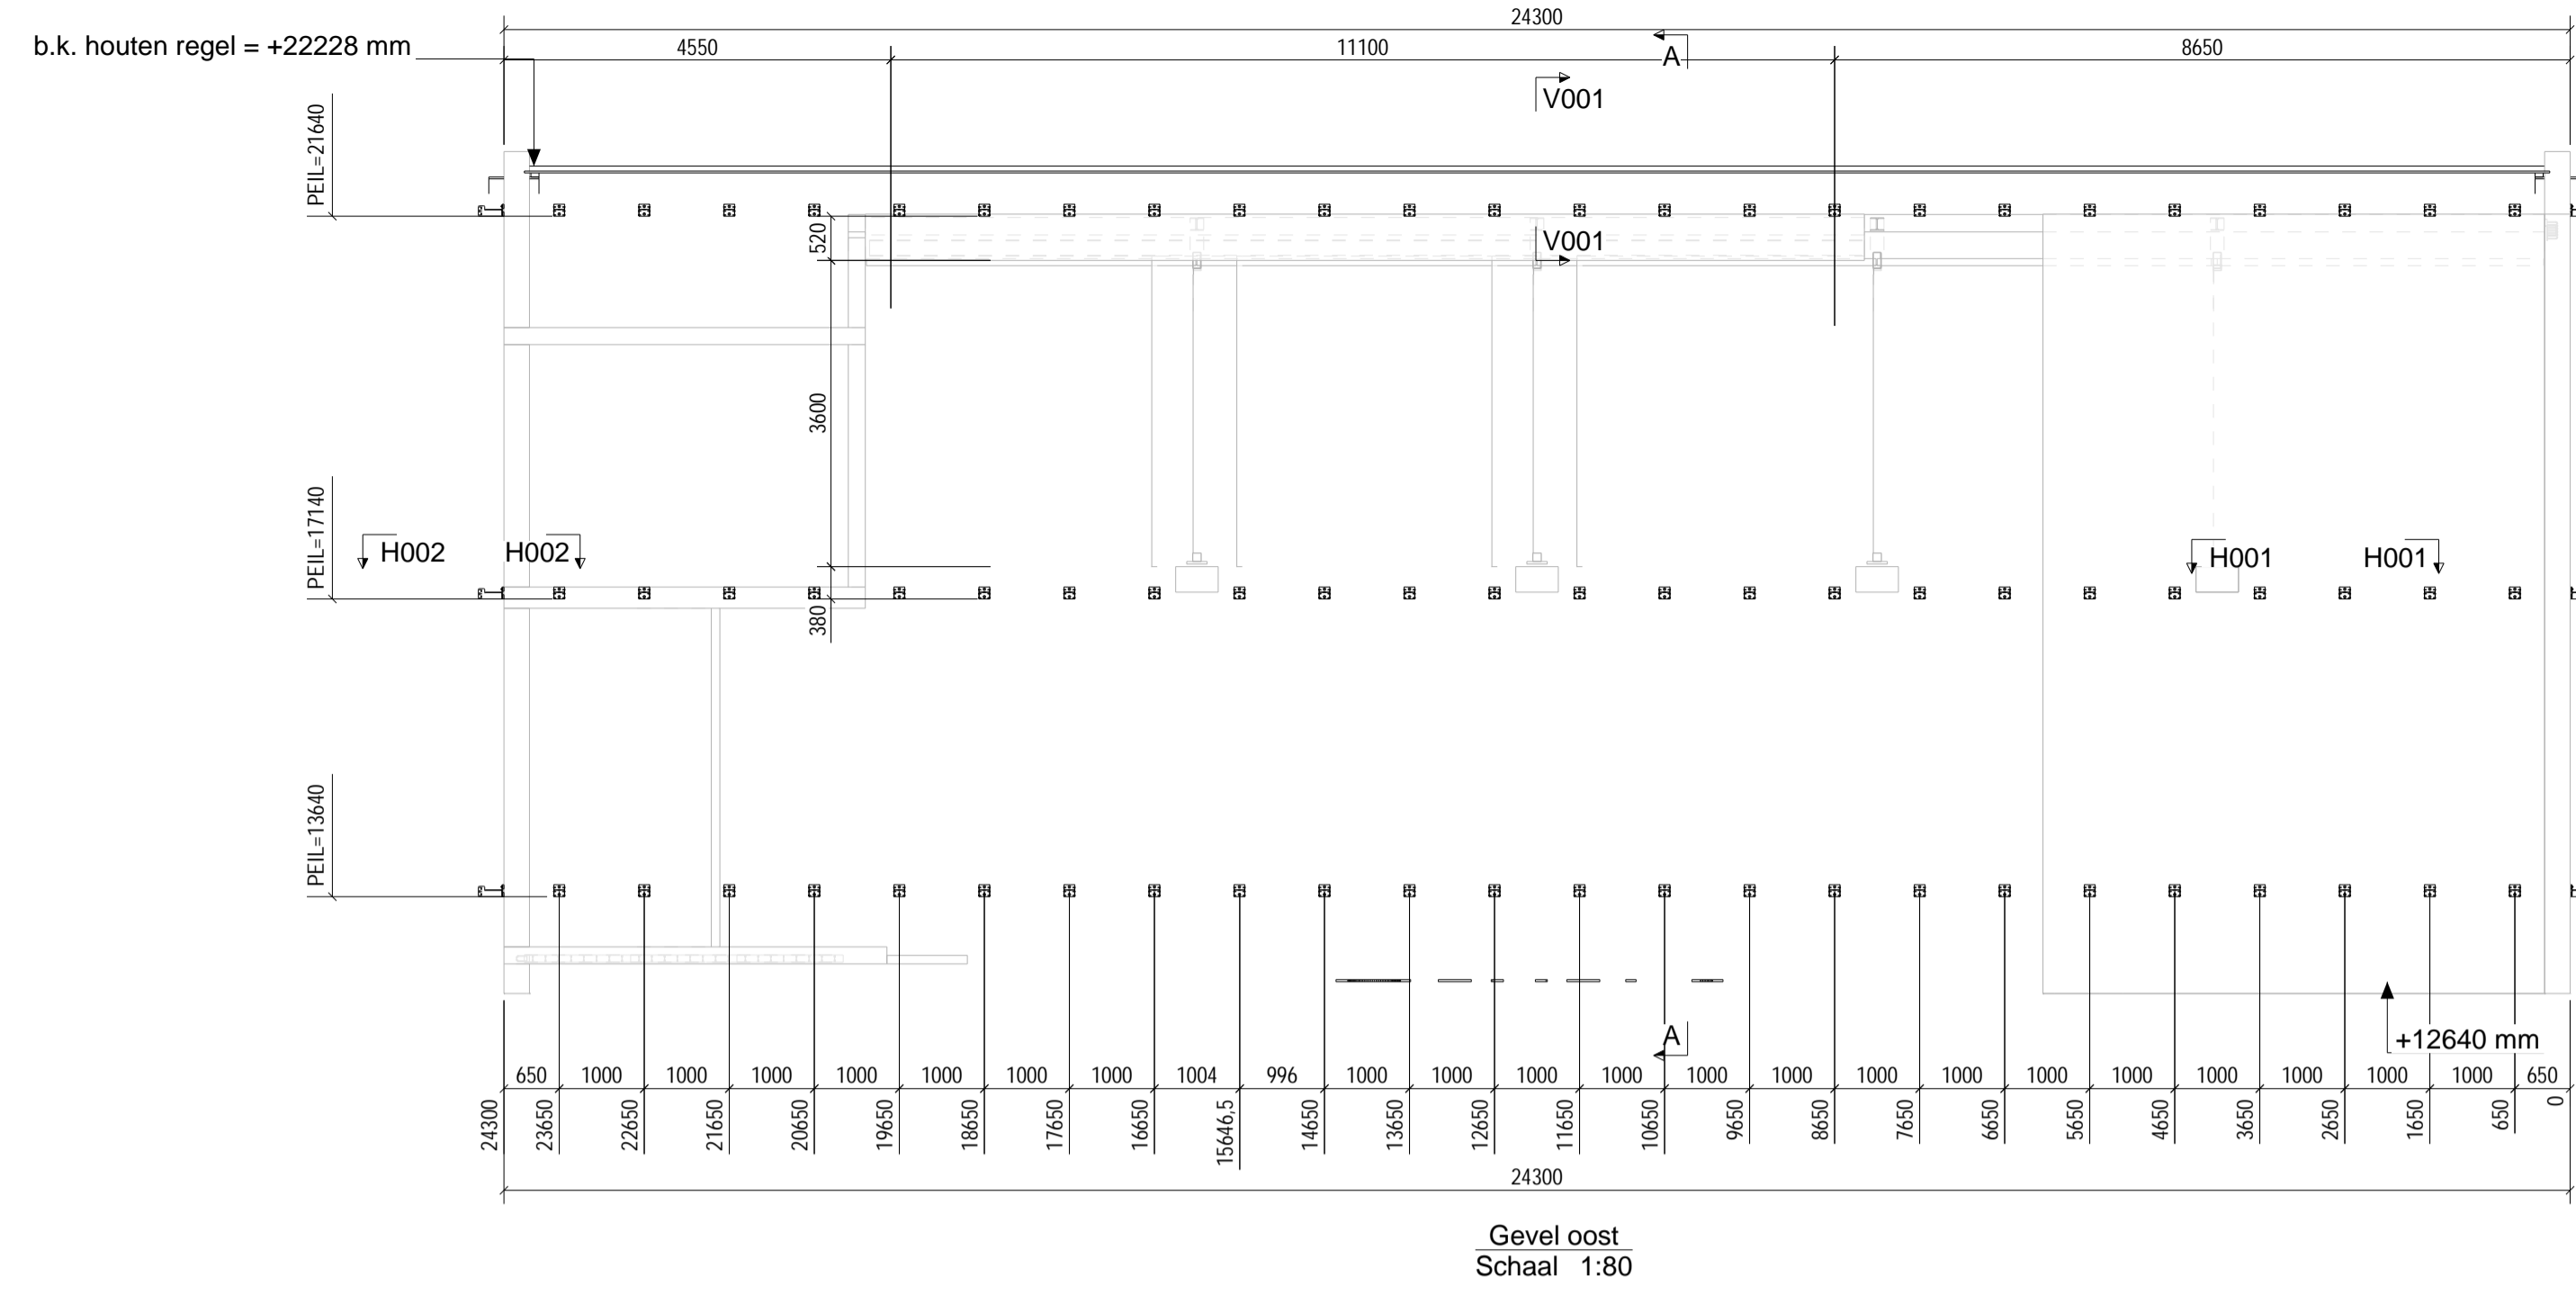 24300
b.k. houten regel = +22228 mm
4550
11100
8650
A
V001
PEIL=21640
520
V001
3600
PEIL=17140
H002
H002
H001
H001
380
PEIL=13640
A
+12640 mm
650 1000 1000 1000 1000 1000 1000 1000 1004 996 1000 1000 1000 1000 1000 1000 1000 1000 1000 1000 1000 1000 1000 1000 650
24300 23650 22650 21650 20650 19650 18650 17650 16650 15646,5 14650 13650 12650 11650 10650 9650 8650 7650 6650 5650 4650 3650 2650 1650 650 0
24300
Gevel oost
Schaal 1:80